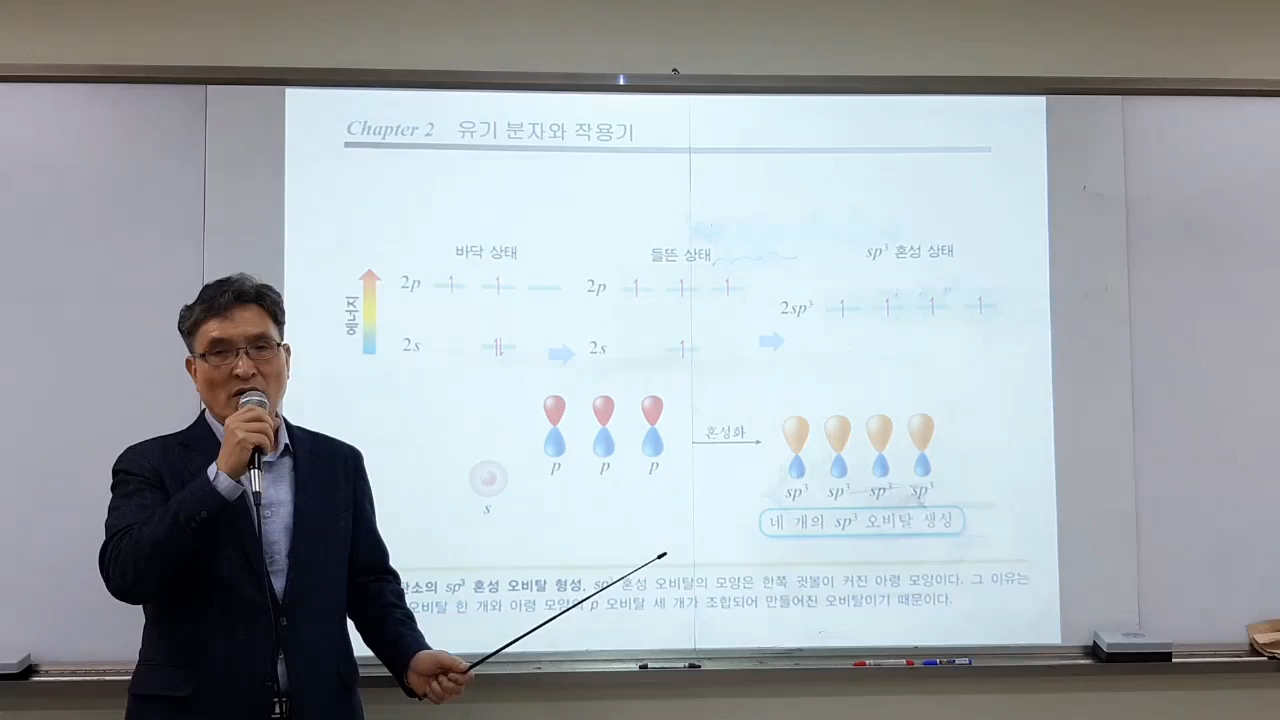 Chapter 2 유기 분자와 작용기
바닥 상태 들뜬 상태 sp³ 혼성 상태
에너지
2p 2p
2sp³
2s 2s
혼성화
p p p
s
sp³ sp³ sp³ sp³
네 개의 sp³ 오비탈 생성
sp³ 혼성 오비탈 형성. sp³ 혼성 오비탈의 모양은 한쪽 귓불이 커진 아령 모양이다. 그 이유는
오비탈 한 개와 아령 모양의 p 오비탈 세 개가 조합되어 만들어진 오비탈이기 때문이다.